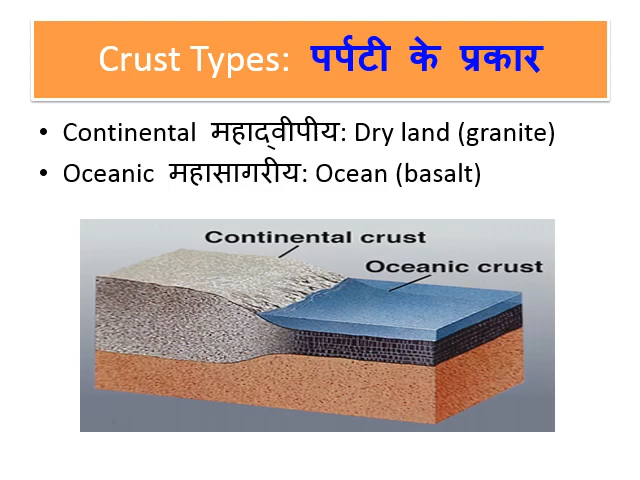 Crust Types: पर्पटी के प्रकार
• Continental महाद्वीपीय: Dry land (granite)
• Oceanic महासागरीय: Ocean (basalt)
Continental crust
Oceanic crust